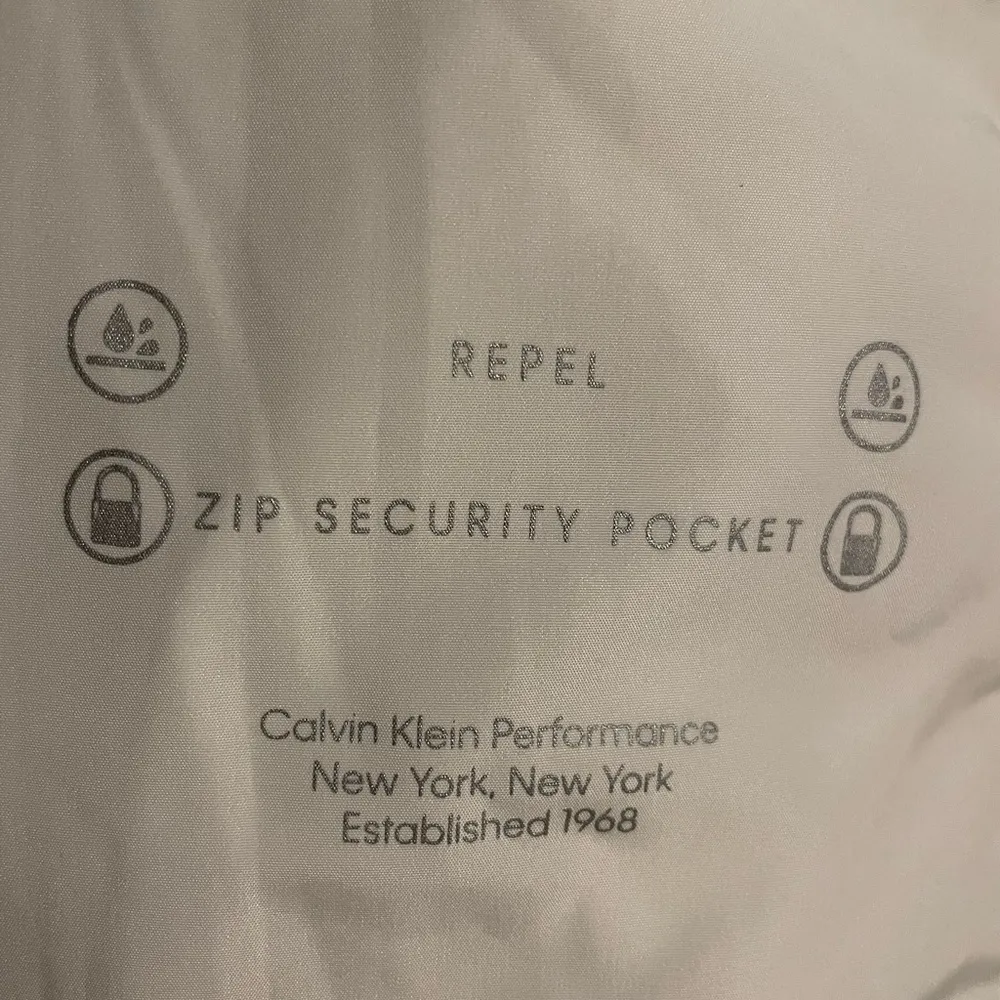 REPEL
ZIP SECURITY POCKET
Calvin Klein Performance
New York, New York
Established 1968